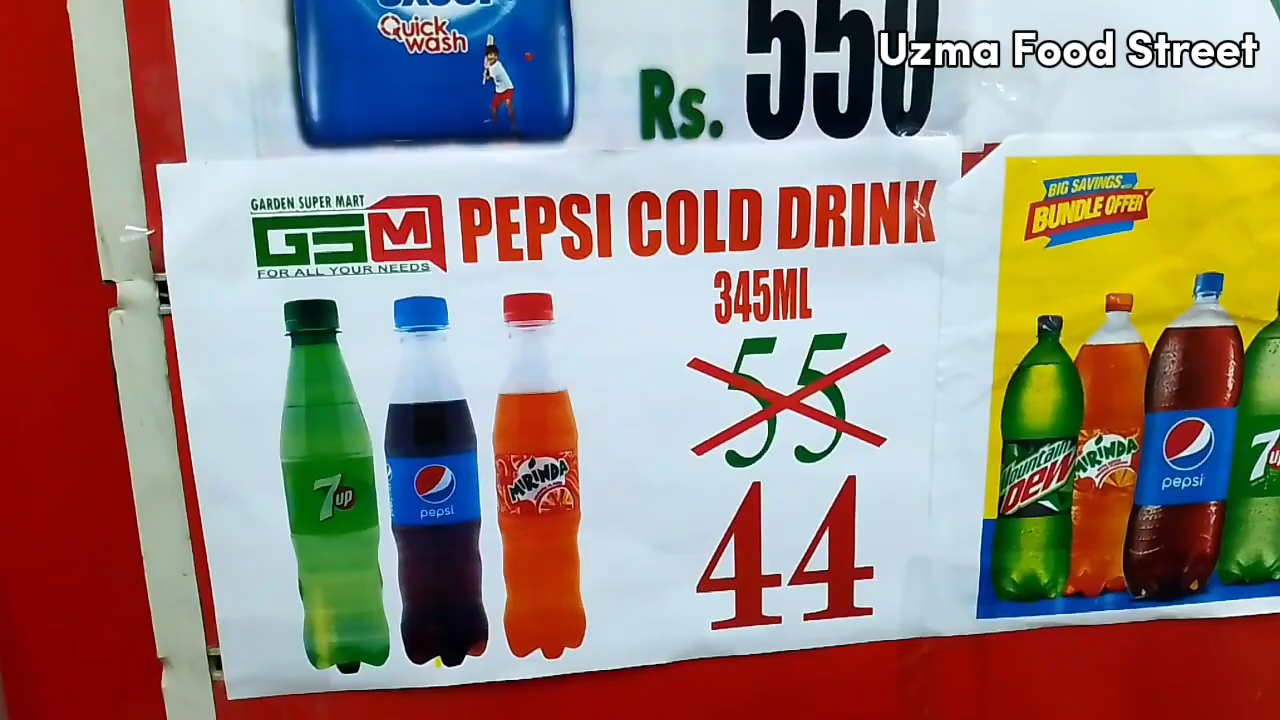 Quick
wash
Rs. 550
Uzma Food Street
GARDEN SUPER MART
GSM
FOR ALL YOUR NEEDS
PEPSI COLD DRINK
345ML
55
44
7up
pepsi
MIRINDA
BIG SAVINGS
BUNDLE OFFER
Mountain
Dew
MIRINDA
pepsi